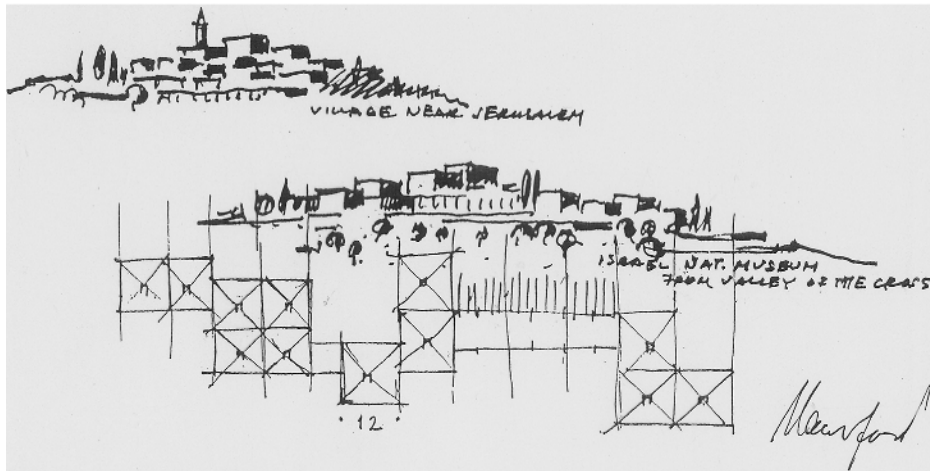 VILLAGE NEAR JERUSALEM
ISRAEL NAT. MUSEUM
FROM VALLEY OF THE CROSS
12